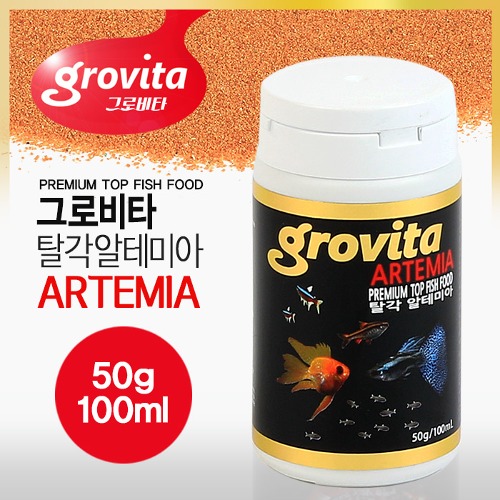 grovita
그로비타
PREMIUM TOP FISH FOOD
그로비타
탈각알테미아
ARTEMIA
50g
100ml
grovita
ARTEMIA
PREMIUM TOP FISH FOOD
탈각 알테미아
50g/100mL